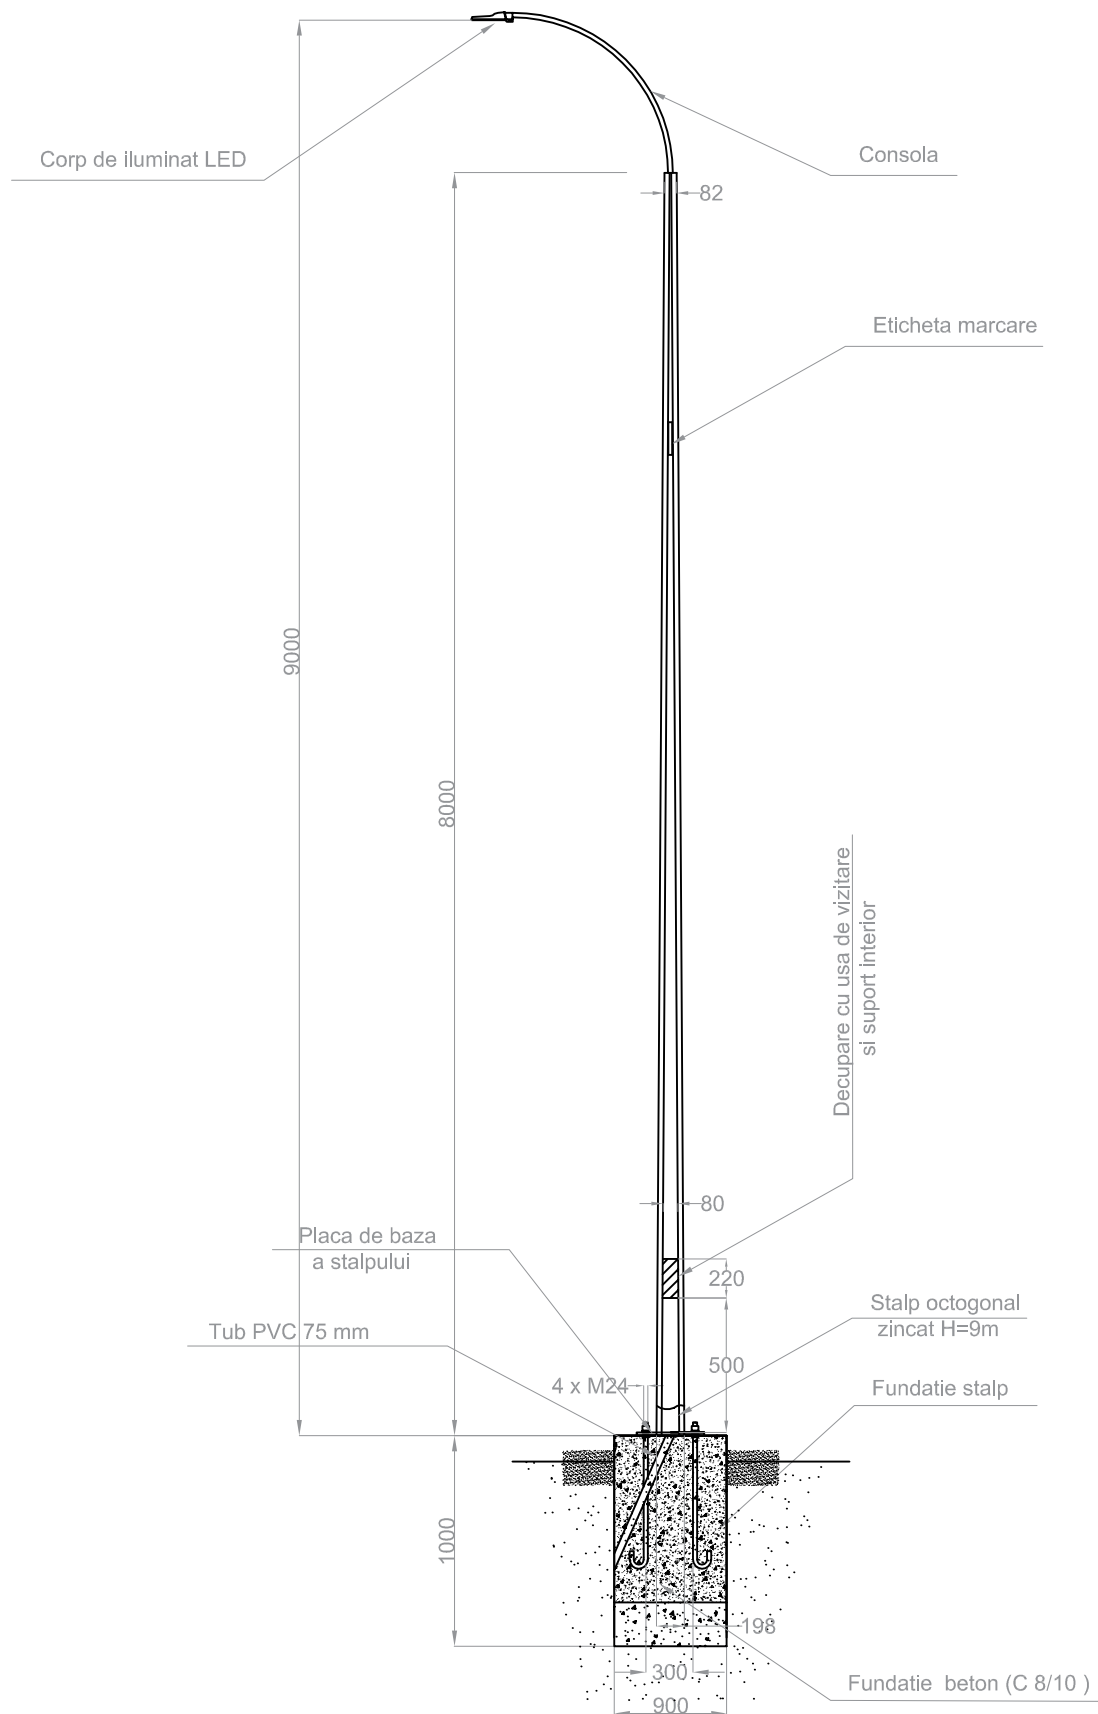 Corp de iluminat LED
Consola
82
Eticheta marcare
9000
8000
Decupare cu usa de vizitare
si suport interior
80
Placa de baza
a stalpului
220
Stalp octogonal
zincat H=9m
Tub PVC 75 mm
500
4 x M24
Fundatie stalp
1000
198
300
Fundatie beton (C 8/10 )
900